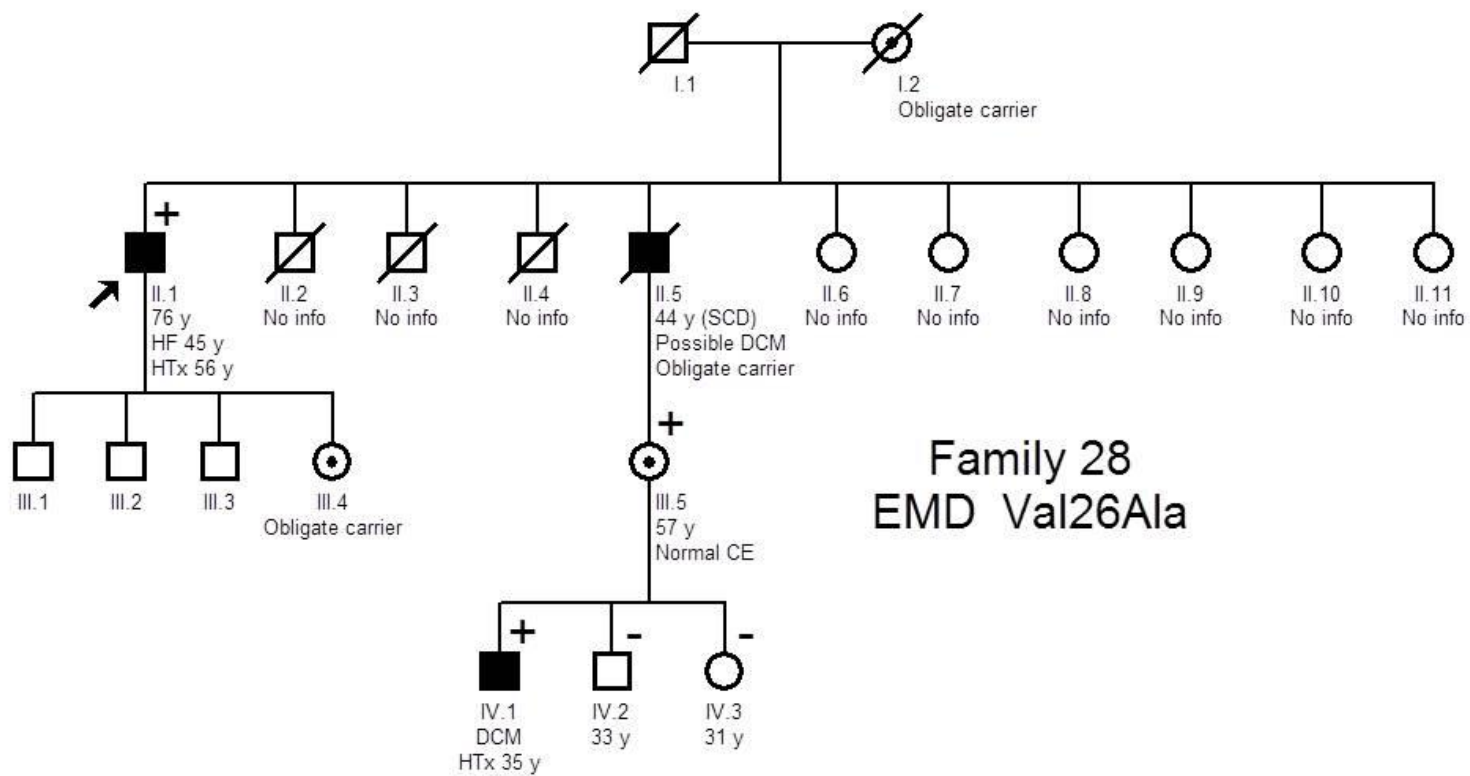 I.1
I.2
Obligate carrier
+
II.1
76 y
HF 45 y
HTx 56 y
II.2
No info
II.3
No info
II.4
No info
II.5
44 y (SCD)
Possible DCM
Obligate carrier
II.6
No info
II.7
No info
II.8
No info
II.9
No info
II.10
No info
II.11
No info
III.1
III.2
III.3
III.4
Obligate carrier
+
III.5
57 y
Normal CE
Family 28
EMD Val26Ala
+
IV.1
DCM
HTx 35 y
-
IV.2
33 y
-
IV.3
31 y